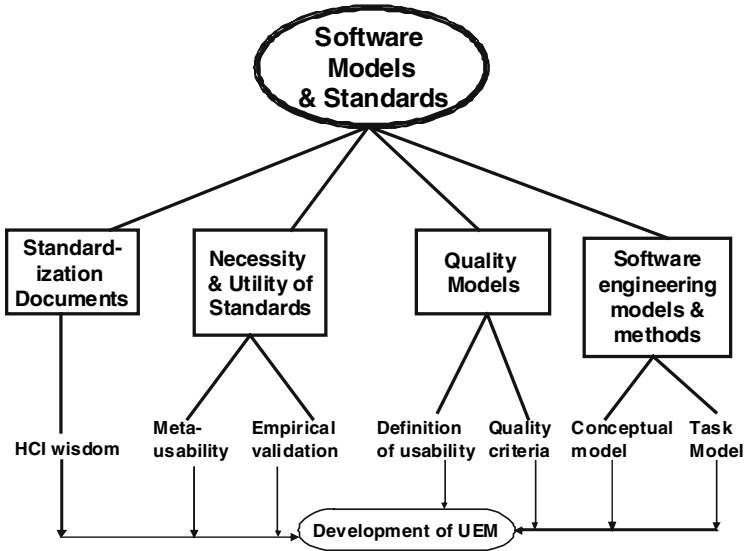 Software
Models
& Standards
Standard-
ization
Documents
Necessity
& Utility of
Standards
Quality
Models
Software
engineering
models &
methods
HCI wisdom
Meta-
usability
Empirical
validation
Definition
of usability
Quality
criteria
Conceptual
model
Task
Model
Development of UEM